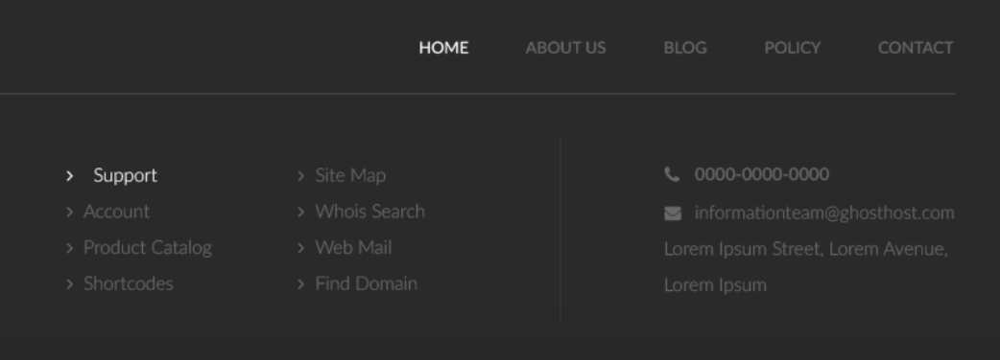 HOME ABOUT US BLOG POLICY CONTACT
Support
Account
Product Catalog
Shortcodes
Site Map
Whois Search
Web Mail
Find Domain
0000-0000-0000
informationteam@ghosthost.com
Lorem Ipsum Street, Lorem Avenue,
Lorem Ipsum